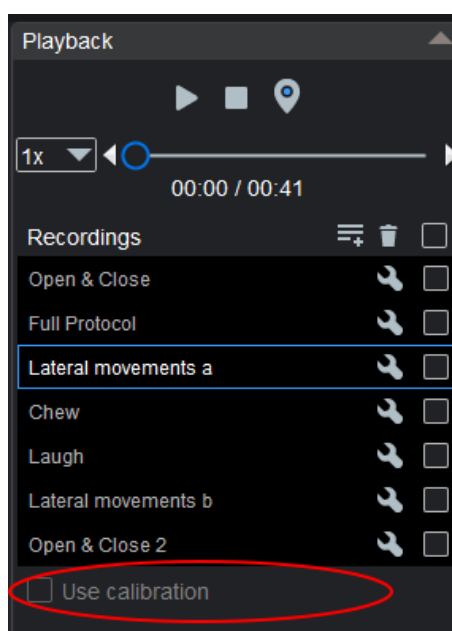 Playback
1x
00:00 / 00:41
Recordings
Open & Close
Full Protocol
Lateral movements a
Chew
Laugh
Lateral movements b
Open & Close 2
Use calibration